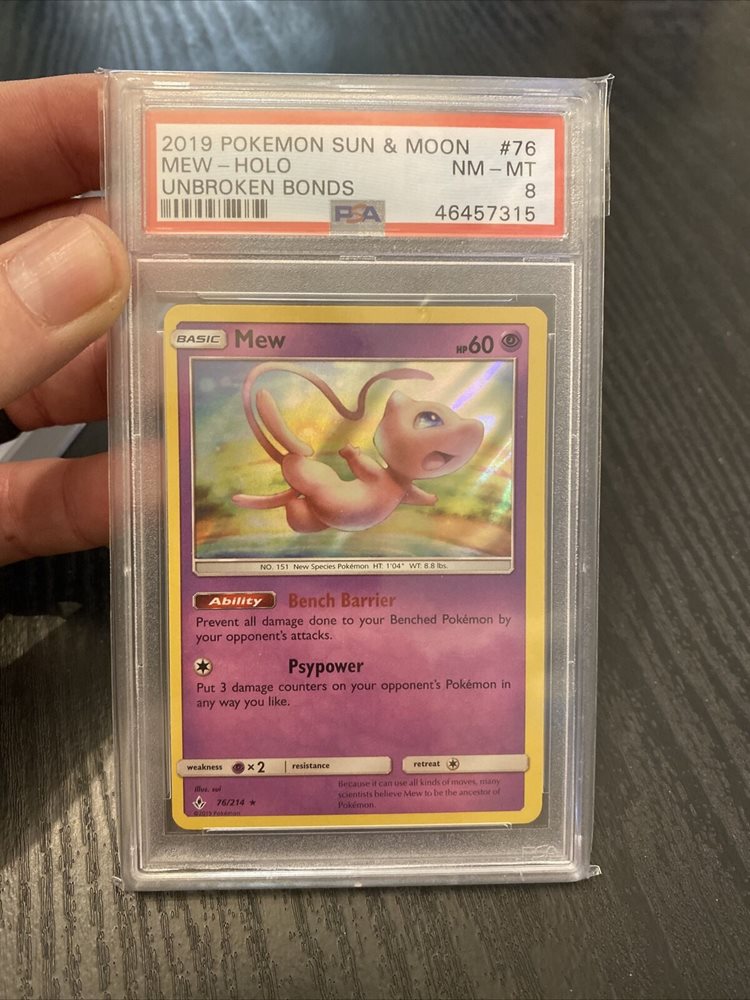 2019 POKEMON SUN & MOON #76
MEW – HOLO NM – MT
UNBROKEN BONDS 8
PSA 46457315
BASIC Mew HP60
NO. 151 New Species Pokémon HT: 1'04" WT: 8.8 lbs.
Ability Bench Barrier
Prevent all damage done to your Benched Pokémon by
your opponent's attacks.
Psypower
Put 3 damage counters on your opponent's Pokémon in
any way you like.
weakness ×2 resistance retreat
Illus. sui
Because it can use all kinds of moves, many
scientists believe Mew to be the ancestor of
Pokémon.
76/214 ★
©2019 Pokémon